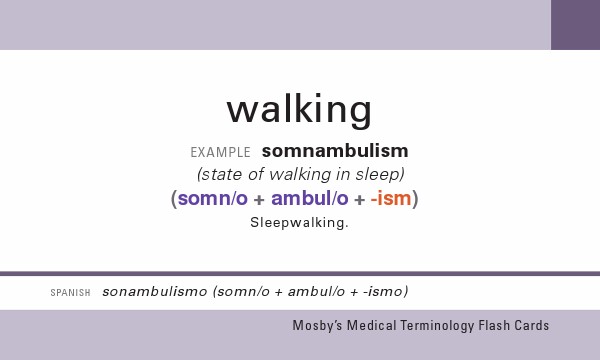 walking
EXAMPLE somnambulism
(state of walking in sleep)
(somn/o + ambul/o + -ism)
Sleepwalking.
SPANISH sonambulismo (somn/o + ambul/o + -ismo)
Mosby's Medical Terminology Flash Cards